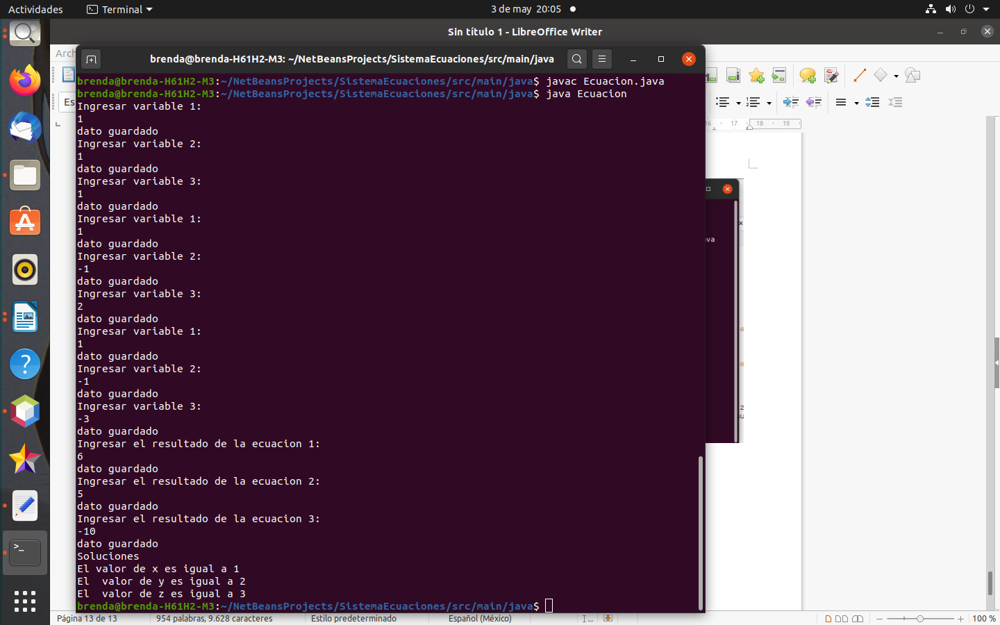 Actividades
Terminal
3 de may 20:05
Sin título 1 - LibreOffice Writer
Arch
brenda@brenda-H61H2-M3: ~/NetBeansProjects/SistemaEcuaciones/src/main/java
Es
16 17 18 19
brenda@brenda-H61H2-M3:~/NetBeansProjects/SistemaEcuaciones/src/main/java$ javac Ecuacion.java
brenda@brenda-H61H2-M3:~/NetBeansProjects/SistemaEcuaciones/src/main/java$ java Ecuacion
Ingresar variable 1:
1
dato guardado
Ingresar variable 2:
1
dato guardado
Ingresar variable 3:
1
dato guardado
Ingresar variable 1:
1
dato guardado
Ingresar variable 2:
-1
dato guardado
Ingresar variable 3:
2
dato guardado
Ingresar variable 1:
1
dato guardado
Ingresar variable 2:
-1
dato guardado
Ingresar variable 3:
-3
dato guardado
Ingresar el resultado de la ecuacion 1:
6
dato guardado
Ingresar el resultado de la ecuacion 2:
5
dato guardado
Ingresar el resultado de la ecuacion 3:
-10
dato guardado
Soluciones
El valor de x es igual a 1
El  valor de y es igual a 2
El  valor de z es igual a 3
brenda@brenda-H61H2-M3:~/NetBeansProjects/SistemaEcuaciones/src/main/java$
ava
e
e
z
su
Página 13 de 13
954 palabras, 9.628 caracteres
Estilo predeterminado
Español (México)
100 %